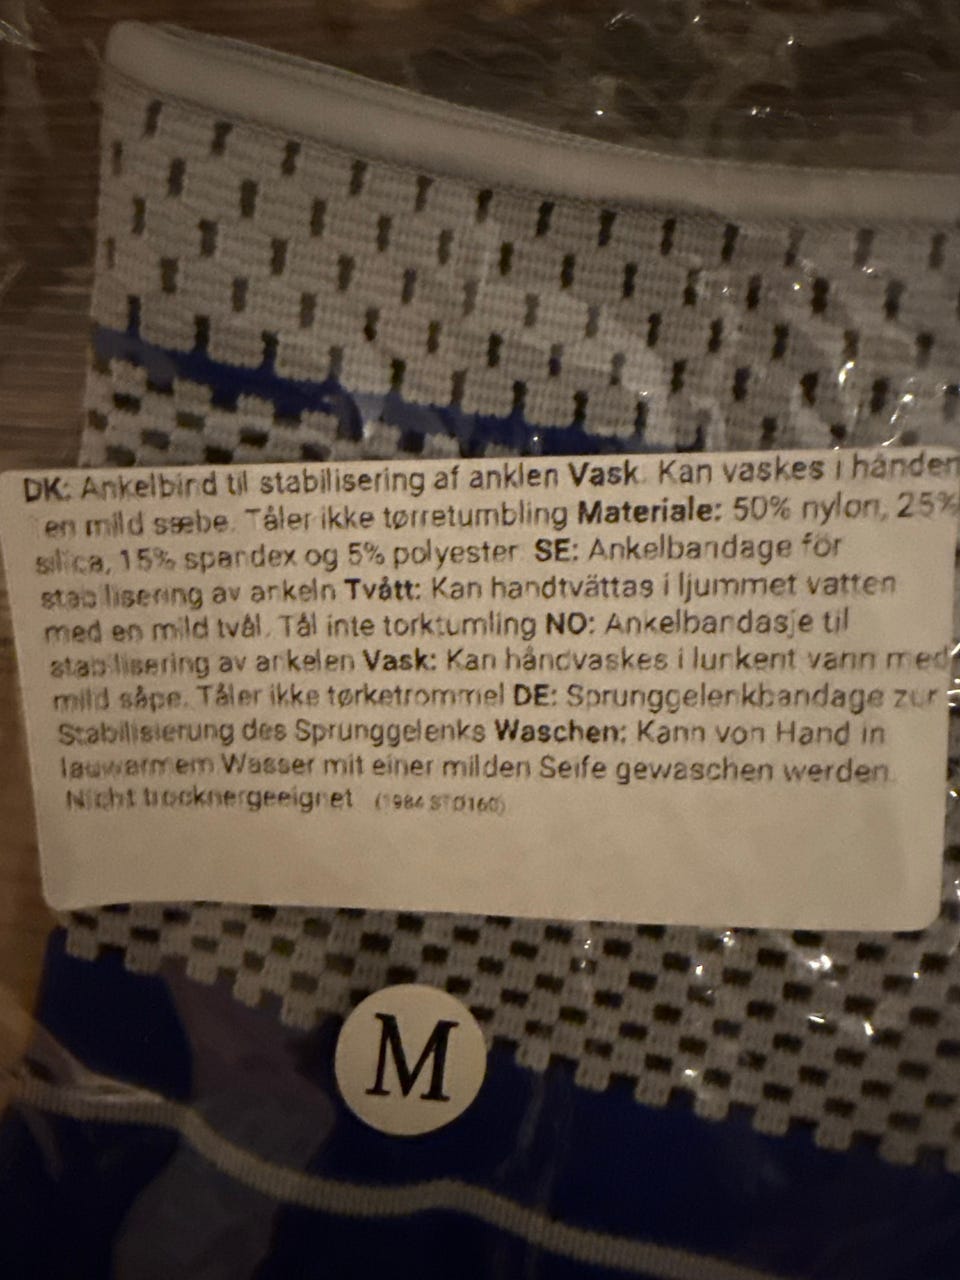 DK: Ankelbind til stabilisering af anklen Vask. Kan vaskes i hånden
en mild sæbe. Tåler ikke tørretumbling Materiale: 50% nylon, 25%
silica, 15% spandex og 5% polyester SE: Ankelbandage för
stabilisering av ankeln Tvått: Kan handtvättas i ljummet vatten
med en mild tvål. Tål inte torktumling NO: Ankelbandasje til
stabilisering av ankelen Vask: Kan håndvaskes i lunkent vann med
mild såpe. Tåler ikke tørketrommel DE: Sprunggelenkbandage zur
Stabilisierung des Sprunggelenks Waschen: Kann von Hand in
lauwarmem Wasser mit einer milden Seife gewaschen werden.
Nicht trocknergeeignet (1984 STØ160)
M